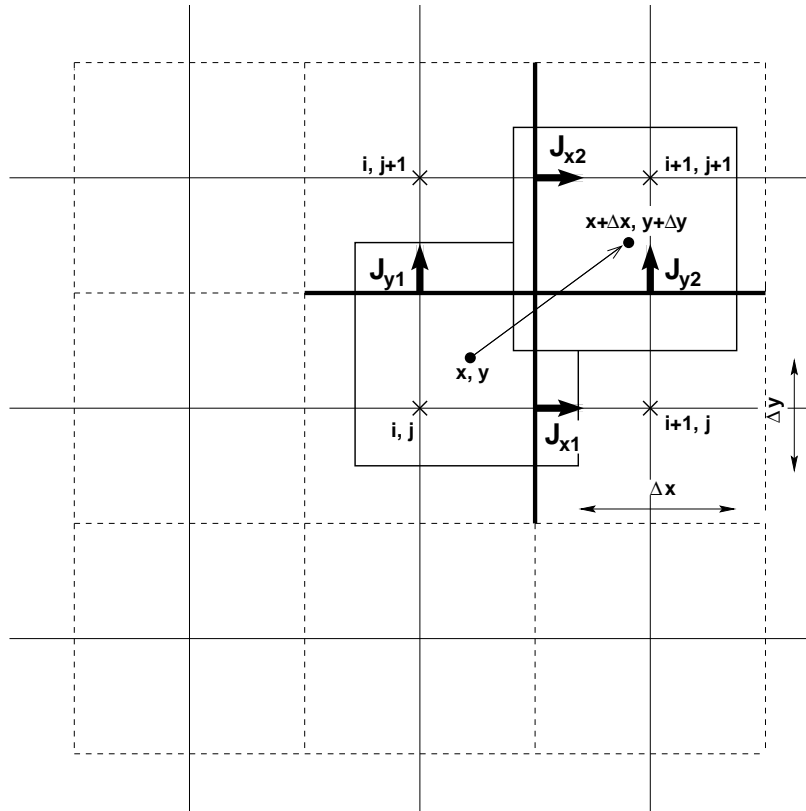 J_x2
i, j+1
i+1, j+1
x+Δx, y+Δy
J_y1
J_y2
x, y
i, j
J_x1
i+1, j
Δy
Δx